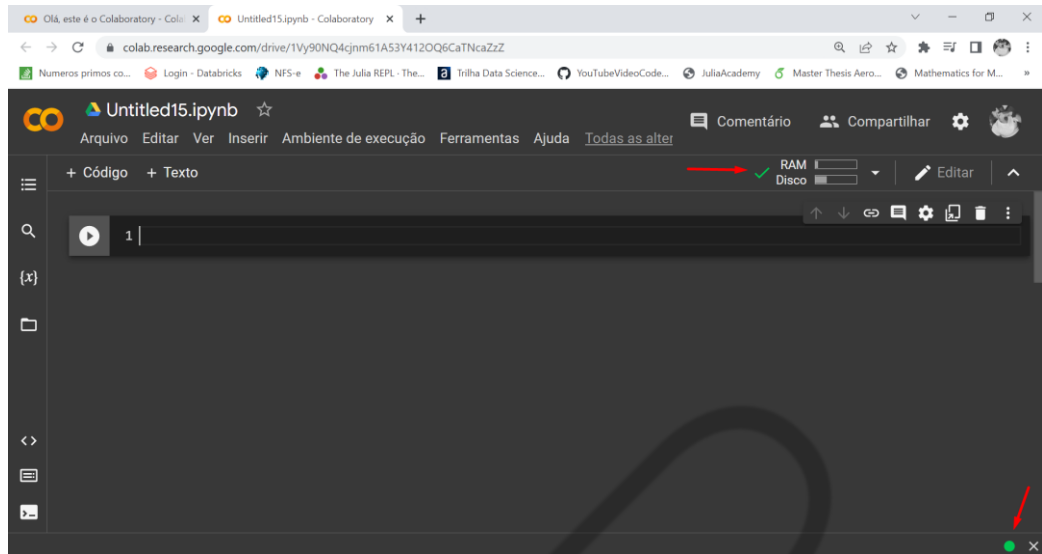 Olá, este é o Colaboratory - Colal
Untitled15.ipynb - Colaboratory
colab.research.google.com/drive/1Vy90NQ4cjnm61A53Y412OQ6CaTNcaZzZ
Numeros primos co... Login - Databricks NFS-e The Julia REPL - The... Trilha Data Science... YouTubeVideoCode... JuliaAcademy Master Thesis Aero... Mathematics for M... »
CO Untitled15.ipynb
Arquivo Editar Ver Inserir Ambiente de execução Ferramentas Ajuda Todas as alter
Comentário Compartilhar
+ Código + Texto
RAM
Disco
Editar
1
{x}